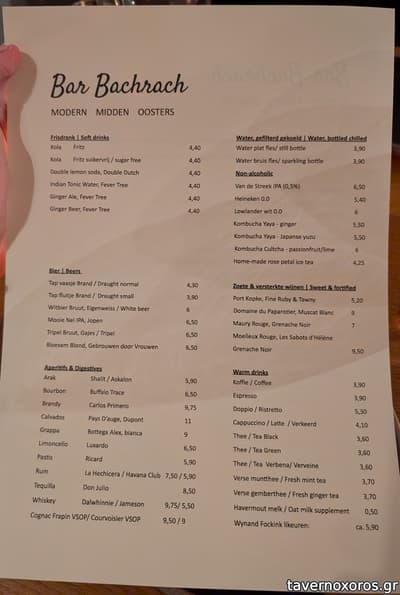 Bar Bachrach
MODERN MIDDEN OOSTERS
Frisdrank | Soft drinks
Kola Fritz 4,40
Kola Fritz suikervrij / sugar free 4,40
Double lemon soda, Double Dutch 4,40
Indian Tonic Water, Fever Tree 4,40
Ginger Ale, Fever Tree 4,40
Ginger Beer, Fever Tree 4,40
Bier | Beers
Tap vaasje Brand / Draught normal 4,30
Tap fluitje Brand / Draught small 3,90
Witbier Bruut, Eigenweiss / White beer 6
Mooie Nel IPA, Jopen 6,50
Tripel Bruut, Gajes / Tripel 6,50
Bloesem Blond, Gebrouwen door Vrouwen 6,50
Aperitifs & Digestives
Arak Shalit / Askalon 5,90
Bourbon Buffalo Trace 6,50
Brandy Carlos Primero 9,75
Calvados Pays D'auge, Dupont 11
Grappa Bottega Alex, bianca 9
Limoncello Luxardo 6,50
Pastis Ricard 5,90
Rum La Hechicera / Havana Club 7,50 / 5,90
Tequilla Don Julio 8,50
Whiskey Dalwhinnie / Jameson 9,75/ 5,50
Cognac Frapin VSOP/ Courvoisier VSOP 9,50 / 9
Water, gefilterd gekoeld | Water, bottled chilled
Water plat fles/ still bottle 3,90
Water bruis fles/ sparkling bottle 3,90
Non-alcoholic
Van de Streek IPA (0,5%) 6,50
Heineken 0.0 5,40
Lowlander wit 0.0 6
Kombucha Yaya - ginger 5,50
Kombucha Yaya - Japanse yuzu 5,50
Kombucha Cultcha - passionfruit/lime 6
Home-made rose petal ice tea 4,25
Zoete & versterkte wijnen | Sweet & fortified
Port Kopke, Fine Ruby & Tawny 5,20
Domaine du Paparotier, Muscat Blanc 9
Maury Rouge, Grenache Noir 7
Moelleux Rouge, Les Sabots d'Hélène
Grenache Noir 9,50
Warm drinks
Koffie / Coffee 3,90
Espresso 3,90
Doppio / Ristretto 5,50
Cappuccino / Latte / Verkeerd 4,10
Thee / Tea Black 3,60
Thee / Tea Green 3,60
Thee / Tea Verbena/ Verveine 3,60
Verse muntthee / Fresh mint tea 3,70
Verse gemberthee / Fresh ginger tea 3,70
Havermout melk / Oat milk supplement 0,50
Wynand Fockink likeuren: ca. 5,90
tavernoxoros.gr